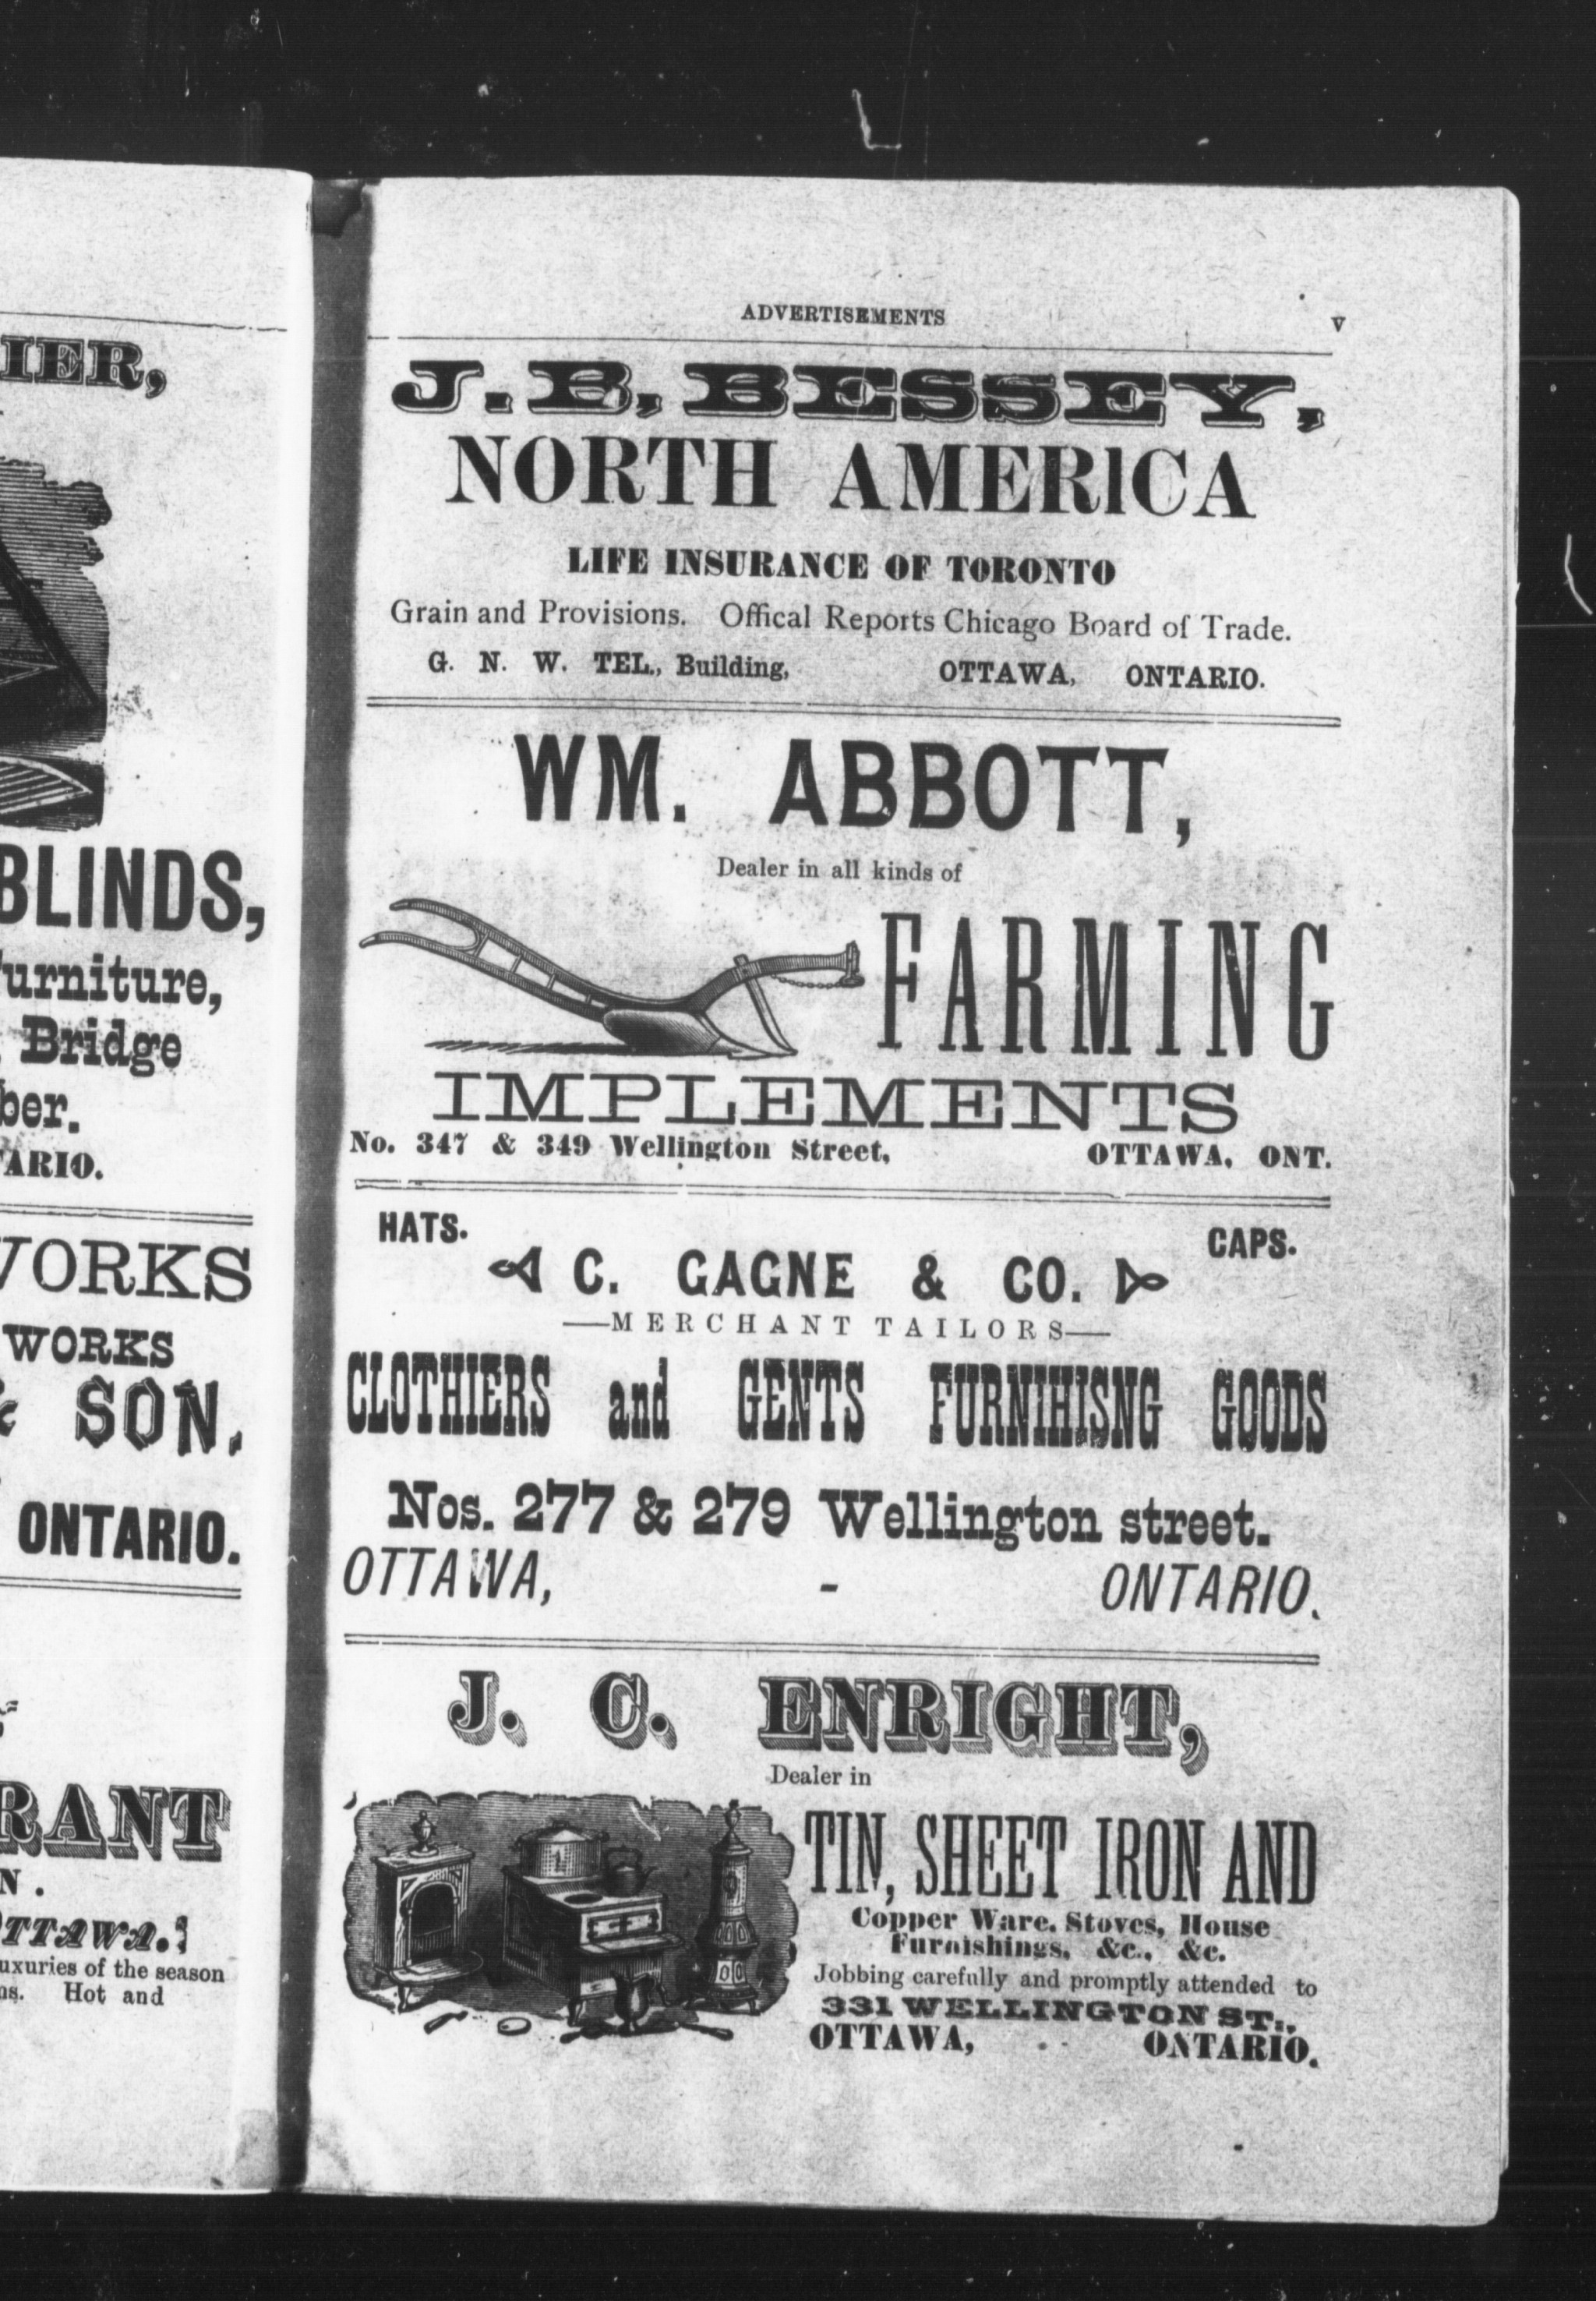 IER,
BLINDS,
urniture,
Bridge
ber.
ARIO.
WORKS
WORKS
& SON.
ONTARIO.
RANT
N.
OTTAWA.
uxuries of the season
ns. Hot and
ADVERTISEMENTS V
J. B, BESSEY,
NORTH AMERICA
LIFE INSURANCE OF TORONTO
Grain and Provisions. Offical Reports Chicago Board of Trade.
G. N. W. TEL., Building, OTTAWA, ONTARIO.
WM. ABBOTT,
Dealer in all kinds of
FARMING
IMPLEMENTS
No. 347 & 349 Wellington Street, OTTAWA, ONT.
HATS. CAPS.
C. GAGNE & CO.
—MERCHANT TAILORS—
CLOTHIERS and GENTS FURNIHISNG GOODS
Nos. 277 & 279 Wellington street.
OTTAWA, - ONTARIO.
J. C. ENRIGHT,
Dealer in
TIN, SHEET IRON AND
Copper Ware, Stoves, House
Furnishings, &c., &c.
Jobbing carefully and promptly attended to
331 WELLINGTON ST.,
OTTAWA, - - ONTARIO.